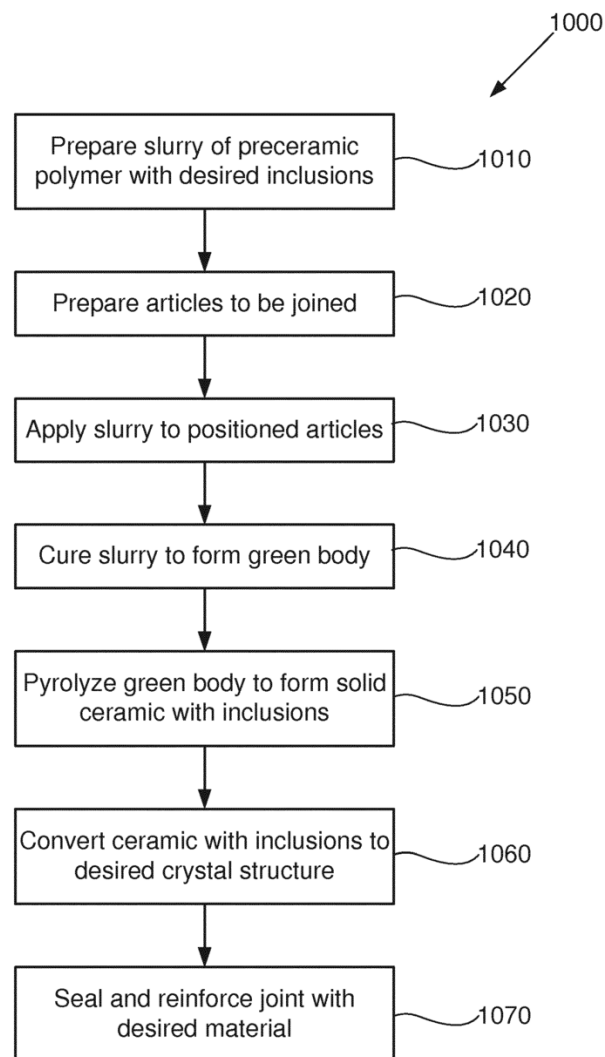 1000
Prepare slurry of preceramic
polymer with desired inclusions
1010
Prepare articles to be joined
1020
Apply slurry to positioned articles
1030
Cure slurry to form green body
1040
Pyrolyze green body to form solid
ceramic with inclusions
1050
Convert ceramic with inclusions to
desired crystal structure
1060
Seal and reinforce joint with
desired material
1070